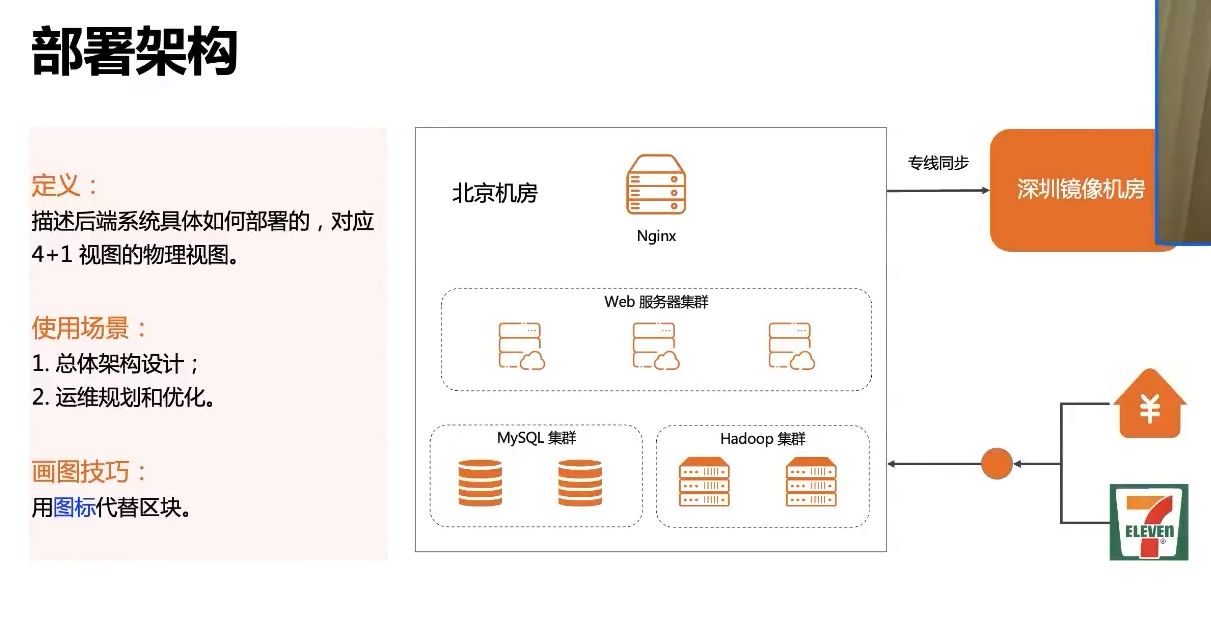 部署架构
定义：
描述后端系统具体如何部署的，对应
4+1 视图的物理视图。
使用场景：
1. 总体架构设计；
2. 运维规划和优化。
画图技巧：
用图标代替区块。
北京机房
Nginx
Web 服务器集群
MySQL 集群
Hadoop 集群
专线同步
深圳镜像机房
¥
7
ELEVEN
®